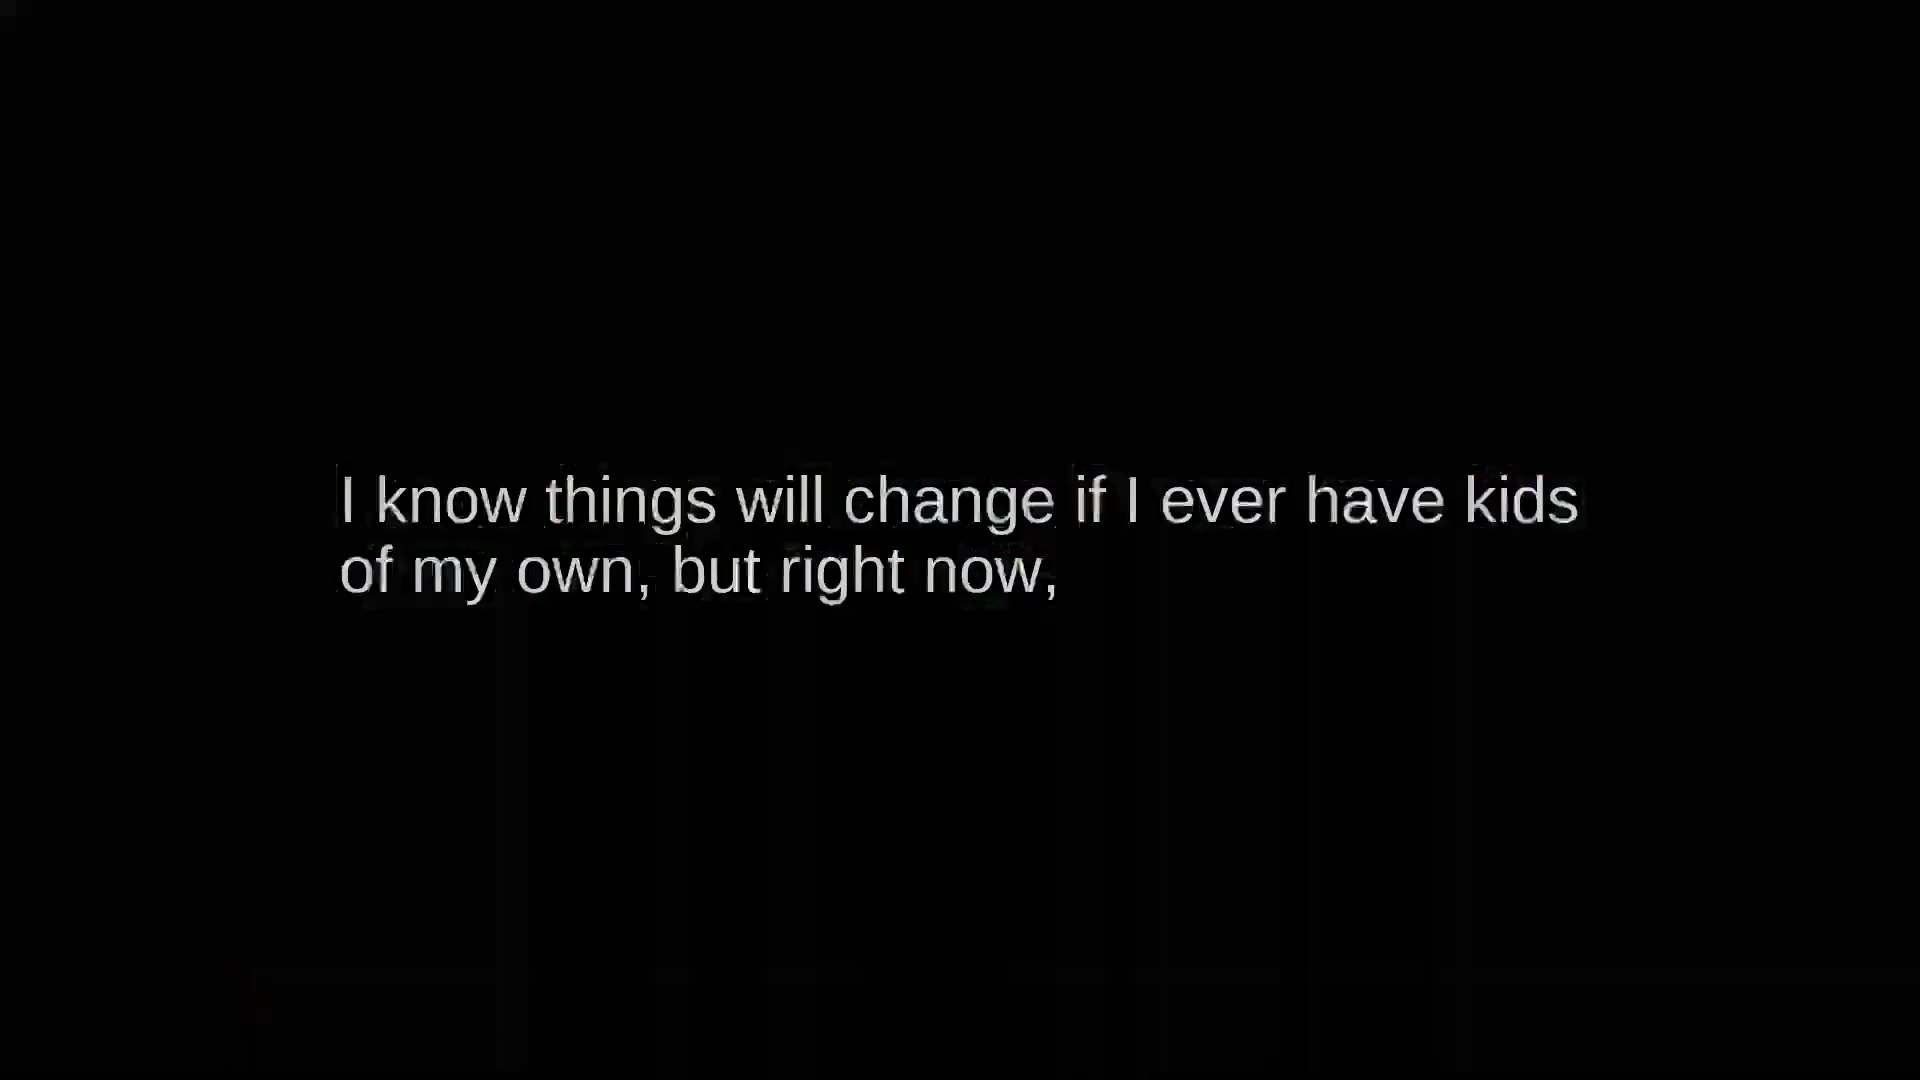 I know things will change if I ever have kids
of my own, but right now,